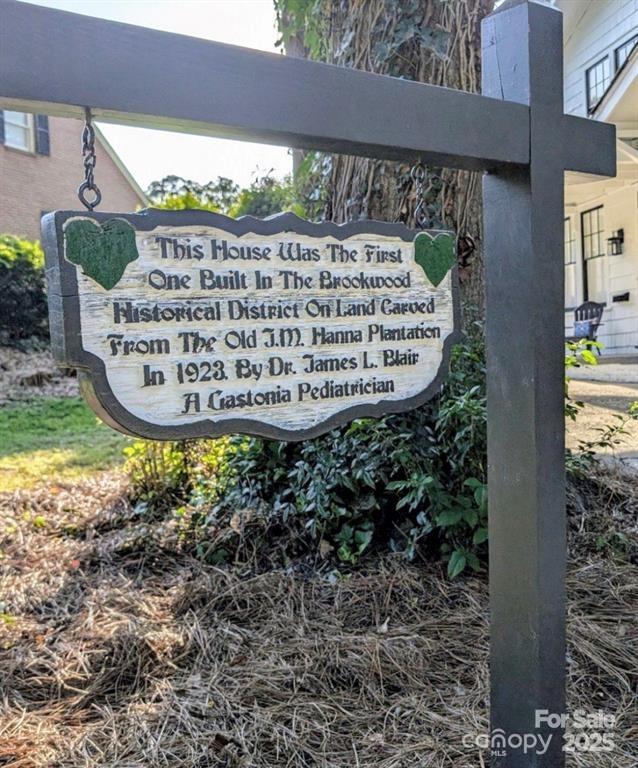 This House Was The First
One Built In The Brookwood
Historical District On Land Carved
From The Old J.M. Hanna Plantation
In 1923. By Dr. James L. Blair
A Gastonia Pediatrician
For Sale
canopy 2025
MLS